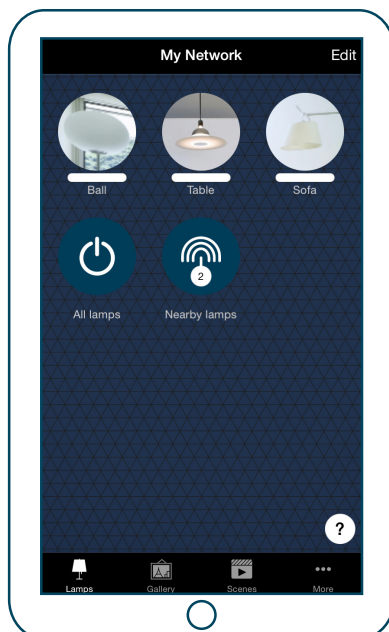 My Network Edit
Ball Table Sofa
All lamps Nearby lamps
2
?
Lamps Gallery Scenes More